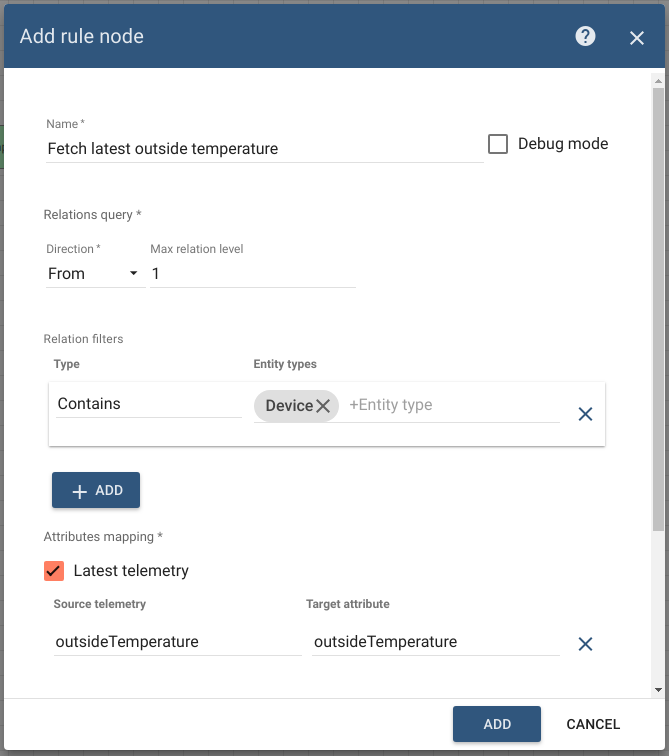 Add rule node
Name *
Fetch latest outside temperature
Debug mode
Relations query *
Direction * Max relation level
From 1
Relation filters
Type Entity types
Contains Device +Entity type
+ ADD
Attributes mapping *
Latest telemetry
Source telemetry Target attribute
outsideTemperature outsideTemperature
ADD CANCEL